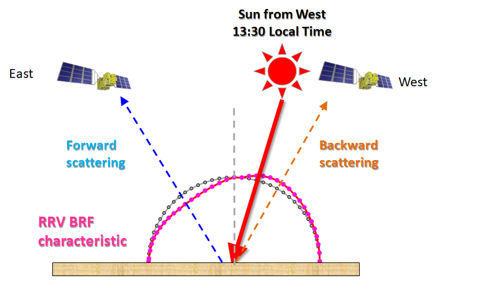 Sun from West
13:30 Local Time
East
West
Forward
scattering
Backward
scattering
RRV BRF
characteristic